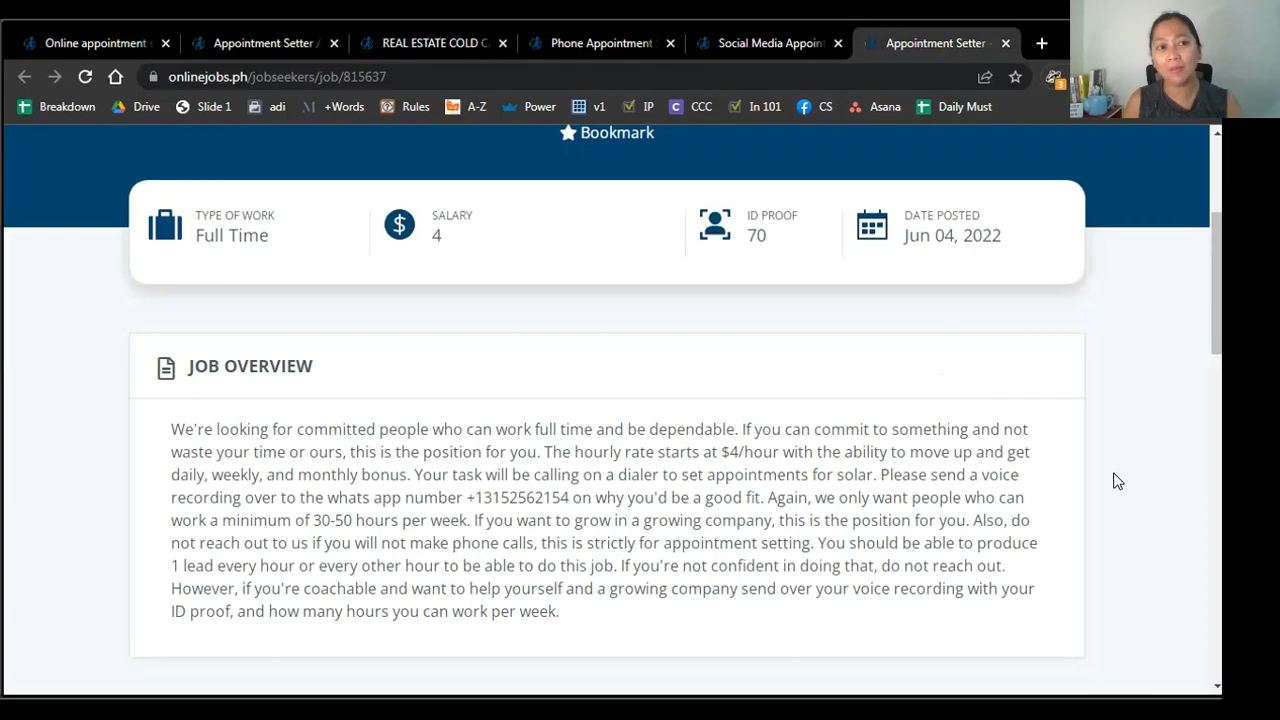 Online appointment s
Appointment Setter /
REAL ESTATE COLD C
Phone Appointment
Social Media Appoin
Appointment Setter
onlinejobs.ph/jobseekers/job/815637
3
Breakdown
Drive
Slide 1
adi
+Words
Rules
A-Z
Power
v1
IP
CCC
In 101
CS
Asana
Daily Must
Bookmark
TYPE OF WORK
Full Time
SALARY
4
ID PROOF
70
DATE POSTED
Jun 04, 2022
JOB OVERVIEW
We're looking for committed people who can work full time and be dependable. If you can commit to something and not
waste your time or ours, this is the position for you. The hourly rate starts at $4/hour with the ability to move up and get
daily, weekly, and monthly bonus. Your task will be calling on a dialer to set appointments for solar. Please send a voice
recording over to the whats app number +13152562154 on why you'd be a good fit. Again, we only want people who can
work a minimum of 30-50 hours per week. If you want to grow in a growing company, this is the position for you. Also, do
not reach out to us if you will not make phone calls, this is strictly for appointment setting. You should be able to produce
1 lead every hour or every other hour to be able to do this job. If you're not confident in doing that, do not reach out.
However, if you're coachable and want to help yourself and a growing company send over your voice recording with your
ID proof, and how many hours you can work per week.